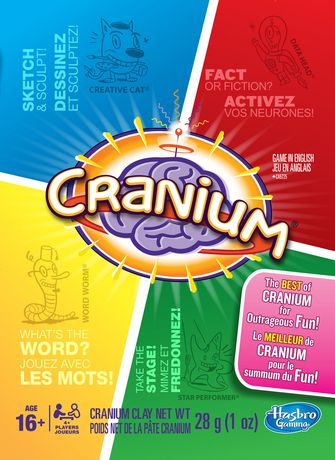 SKETCH
& SCULPT!
DESSINEZ
ET SCULPTEZ!
CREATIVE CAT®
DATA HEAD®
FACT
OR FICTION?
ACTIVEZ
VOS NEURONES!
GAME IN ENGLISH
JEU EN ANGLAIS
CRANIUM®
WORD WORM®
WHAT'S THE
WORD?
JOUEZ AVEC
LES MOTS!
TAKE THE
STAGE!
MIMEZ ET
FREDONNEZ!
STAR PERFORMER®
The BEST of
CRANIUM
for
Outrageous Fun!
Le MEILLEUR de
CRANIUM
pour le
summum du Fun!
AGE
16+
4+
PLAYERS
JOUEURS
CRANIUM CLAY NET WT
POIDS NET DE LA PÂTE CRANIUM
28 g (1 oz)
Hasbro
Gaming